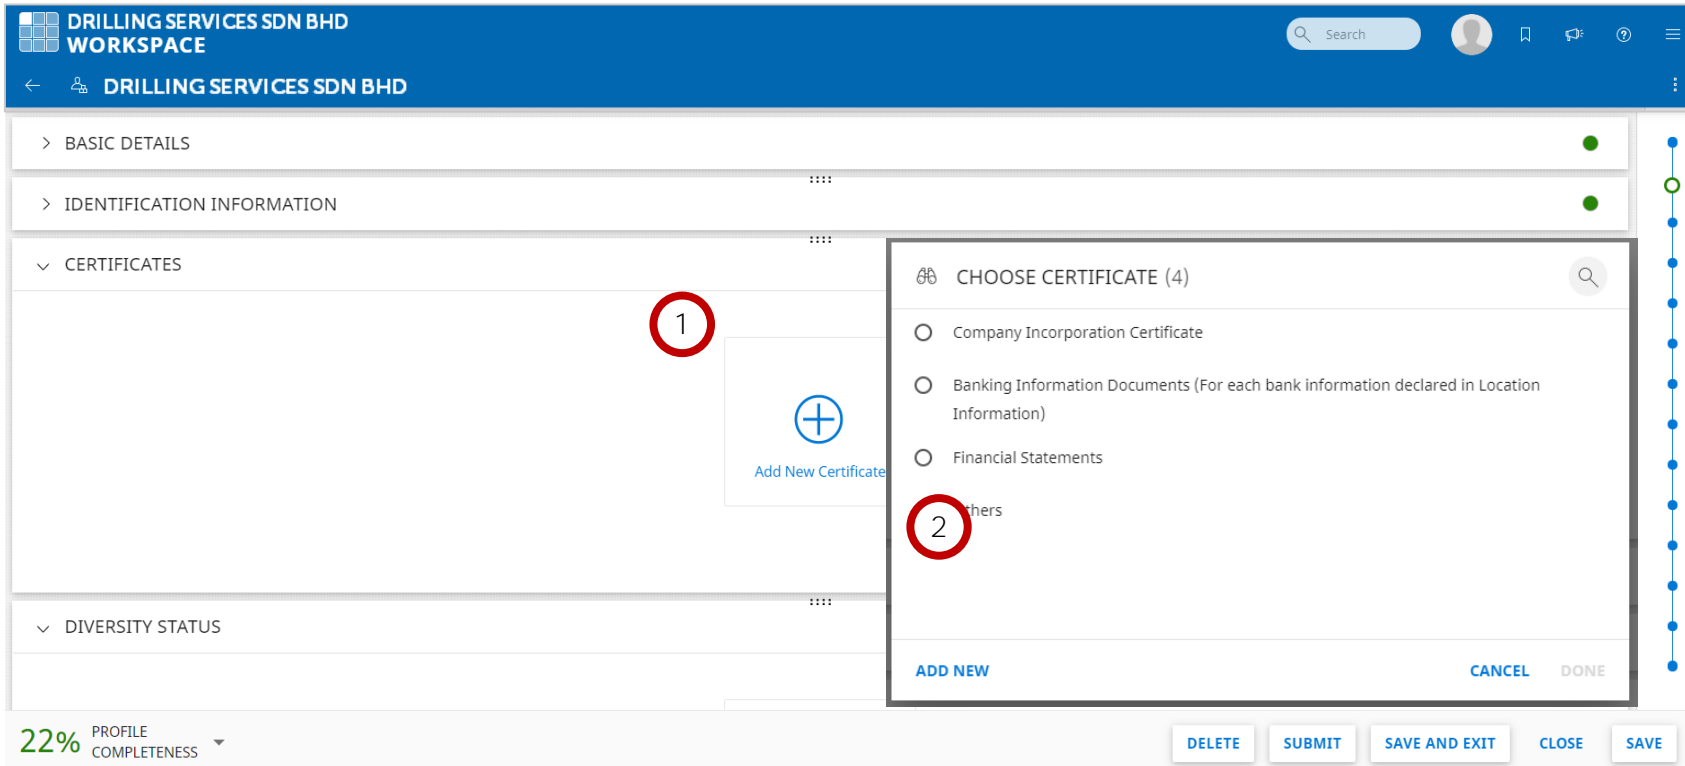 DRILLING SERVICES SDN BHD
WORKSPACE
Search
DRILLING SERVICES SDN BHD
BASIC DETAILS
IDENTIFICATION INFORMATION
CERTIFICATES
1
Add New Certificate
CHOOSE CERTIFICATE (4)
Company Incorporation Certificate
Banking Information Documents (For each bank information declared in Location
Information)
Financial Statements
2
thers
ADD NEW
CANCEL
DONE
DIVERSITY STATUS
22%
PROFILE
COMPLETENESS
DELETE
SUBMIT
SAVE AND EXIT
CLOSE
SAVE